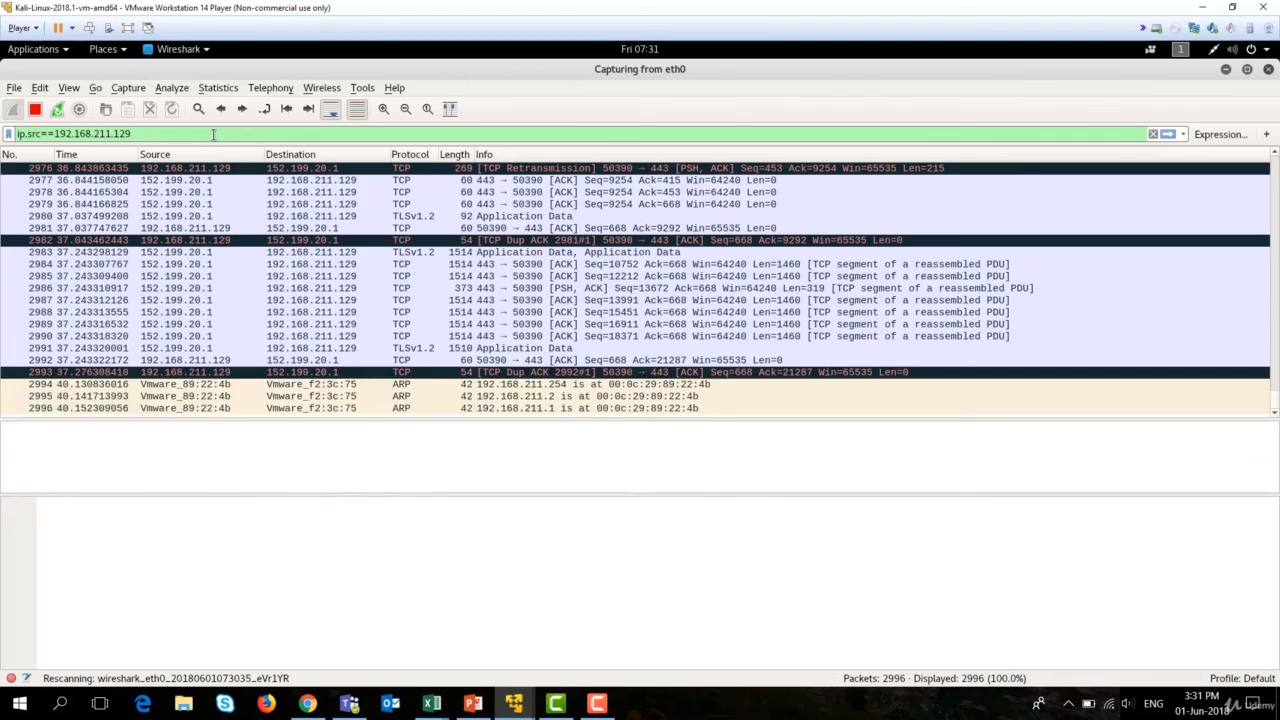 Kali-Linux-2018.1-vm-amd64 - VMware Workstation 14 Player (Non-commercial use only)
Player
Applications Places Wireshark Fri 07:31 1
Capturing from eth0
File Edit View Go Capture Analyze Statistics Telephony Wireless Tools Help
ip.src==192.168.211.129 Expression... +
No. Time Source Destination Protocol Length Info
2976 36.843863435 192.168.211.129 152.199.20.1 TCP 269 [TCP Retransmission] 50390 → 443 [PSH, ACK] Seq=453 Ack=9254 Win=65535 Len=215
2977 36.844158050 152.199.20.1 192.168.211.129 TCP 60 443 → 50390 [ACK] Seq=9254 Ack=415 Win=64240 Len=0
2978 36.844165304 152.199.20.1 192.168.211.129 TCP 60 443 → 50390 [ACK] Seq=9254 Ack=453 Win=64240 Len=0
2979 36.844166825 152.199.20.1 192.168.211.129 TCP 60 443 → 50390 [ACK] Seq=9254 Ack=668 Win=64240 Len=0
2980 37.037499208 152.199.20.1 192.168.211.129 TLSv1.2 92 Application Data
2981 37.037747627 192.168.211.129 152.199.20.1 TCP 60 50390 → 443 [ACK] Seq=668 Ack=9292 Win=65535 Len=0
2982 37.043462443 192.168.211.129 152.199.20.1 TCP 54 [TCP Dup ACK 2981#1] 50390 → 443 [ACK] Seq=668 Ack=9292 Win=65535 Len=0
2983 37.243298129 152.199.20.1 192.168.211.129 TLSv1.2 1514 Application Data, Application Data
2984 37.243307767 152.199.20.1 192.168.211.129 TCP 1514 443 → 50390 [ACK] Seq=10752 Ack=668 Win=64240 Len=1460 [TCP segment of a reassembled PDU]
2985 37.243309400 152.199.20.1 192.168.211.129 TCP 1514 443 → 50390 [ACK] Seq=12212 Ack=668 Win=64240 Len=1460 [TCP segment of a reassembled PDU]
2986 37.243310917 152.199.20.1 192.168.211.129 TCP 373 443 → 50390 [PSH, ACK] Seq=13672 Ack=668 Win=64240 Len=319 [TCP segment of a reassembled PDU]
2987 37.243312126 152.199.20.1 192.168.211.129 TCP 1514 443 → 50390 [ACK] Seq=13991 Ack=668 Win=64240 Len=1460 [TCP segment of a reassembled PDU]
2988 37.243313555 152.199.20.1 192.168.211.129 TCP 1514 443 → 50390 [ACK] Seq=15451 Ack=668 Win=64240 Len=1460 [TCP segment of a reassembled PDU]
2989 37.243316532 152.199.20.1 192.168.211.129 TCP 1514 443 → 50390 [ACK] Seq=16911 Ack=668 Win=64240 Len=1460 [TCP segment of a reassembled PDU]
2990 37.243318320 152.199.20.1 192.168.211.129 TCP 1514 443 → 50390 [ACK] Seq=18371 Ack=668 Win=64240 Len=1460 [TCP segment of a reassembled PDU]
2991 37.243320001 152.199.20.1 192.168.211.129 TLSv1.2 1510 Application Data
2992 37.243322172 192.168.211.129 152.199.20.1 TCP 60 50390 → 443 [ACK] Seq=668 Ack=21287 Win=65535 Len=0
2993 37.276308410 192.168.211.129 152.199.20.1 TCP 54 [TCP Dup ACK 2992#1] 50390 → 443 [ACK] Seq=668 Ack=21287 Win=65535 Len=0
2994 40.130836016 Vmware_89:22:4b Vmware_f2:3c:75 ARP 42 192.168.211.254 is at 00:0c:29:89:22:4b
2995 40.141713993 Vmware_89:22:4b Vmware_f2:3c:75 ARP 42 192.168.211.2 is at 00:0c:29:89:22:4b
2996 40.152309056 Vmware_89:22:4b Vmware_f2:3c:75 ARP 42 192.168.211.1 is at 00:0c:29:89:22:4b
Rescanning: wireshark_eth0_20180601073035_eVr1YR Packets: 2996 · Displayed: 2996 (100.0%) Profile: Default
ENG 3:31 PM
01-Jun-2018
Udemy